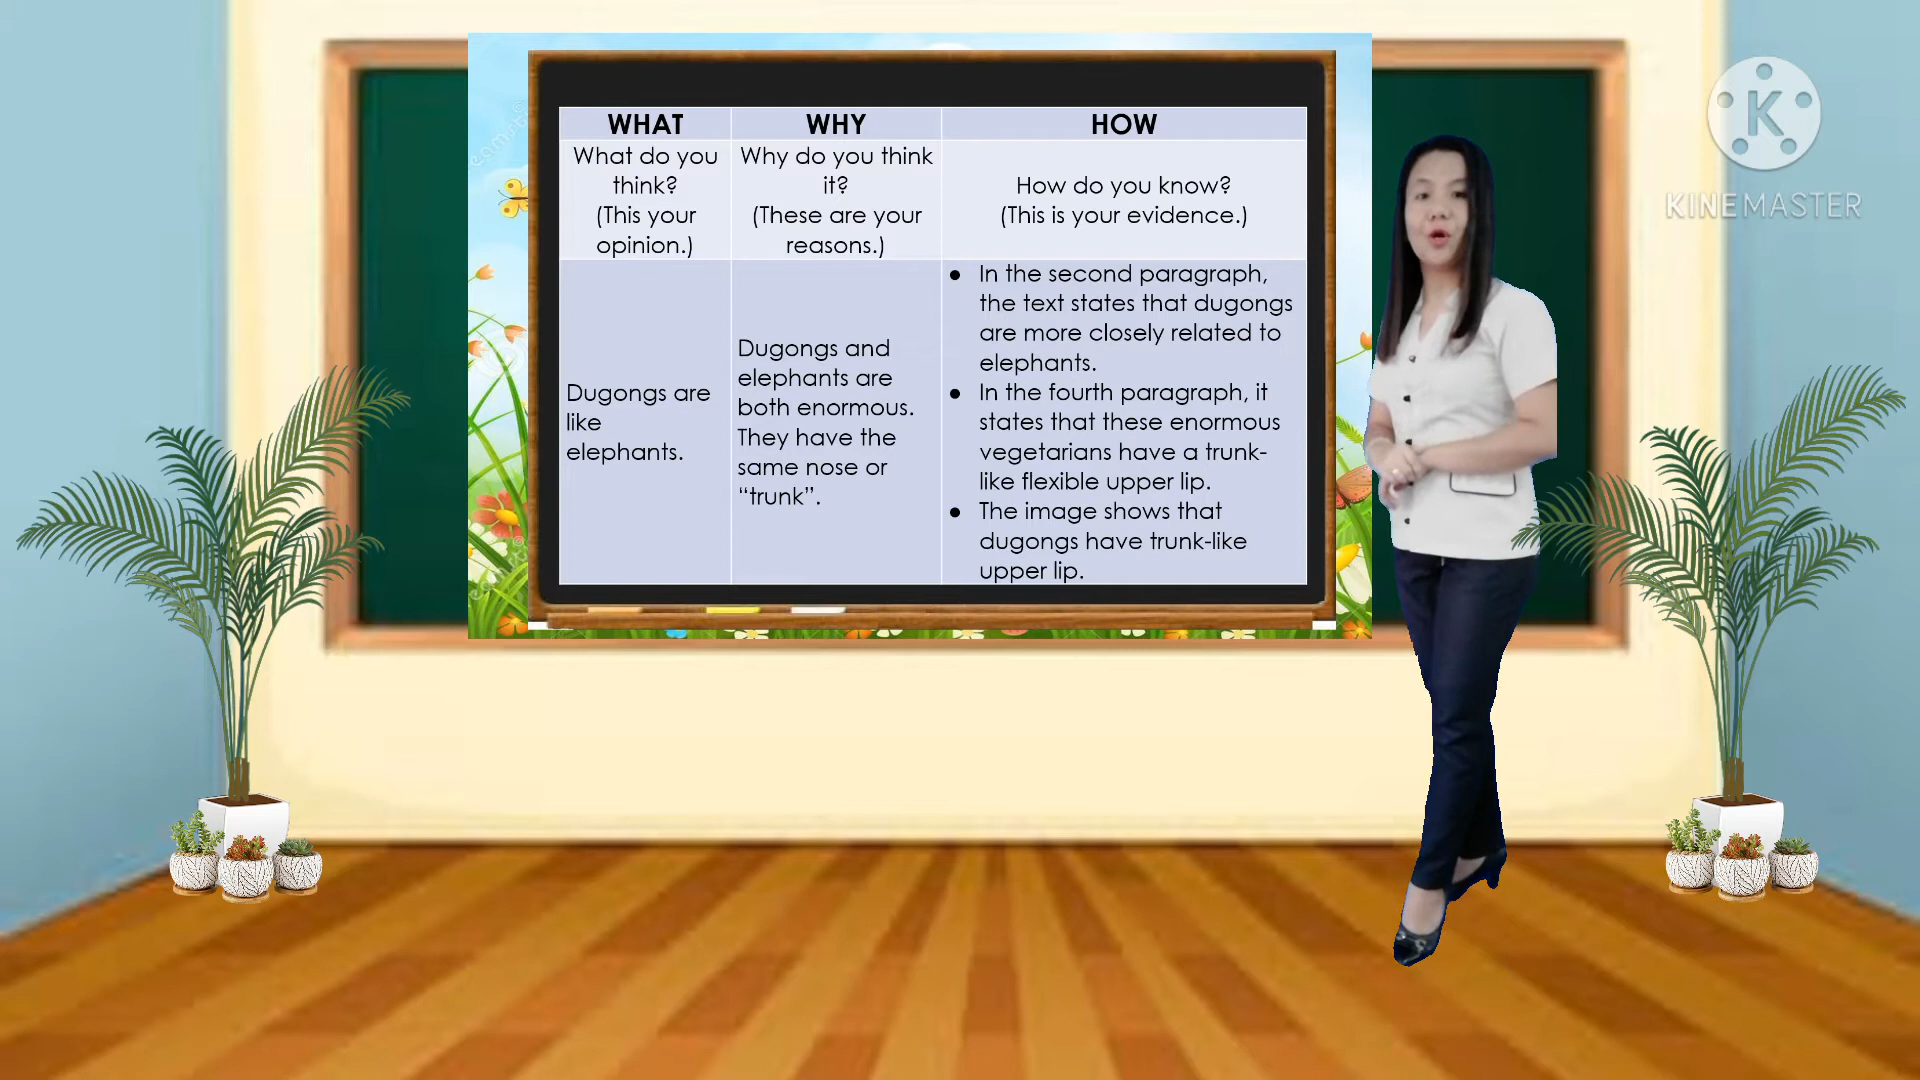 WHAT
WHY
HOW
What do you
think?
(This your
opinion.)
Why do you think
it?
(These are your
reasons.)
How do you know?
(This is your evidence.)
Dugongs are
like
elephants.
Dugongs and
elephants are
both enormous.
They have the
same nose or
“trunk”.
● In the second paragraph,
the text states that dugongs
are more closely related to
elephants.
● In the fourth paragraph, it
states that these enormous
vegetarians have a trunk-
like flexible upper lip.
● The image shows that
dugongs have trunk-like
upper lip.
K
KINEMASTER